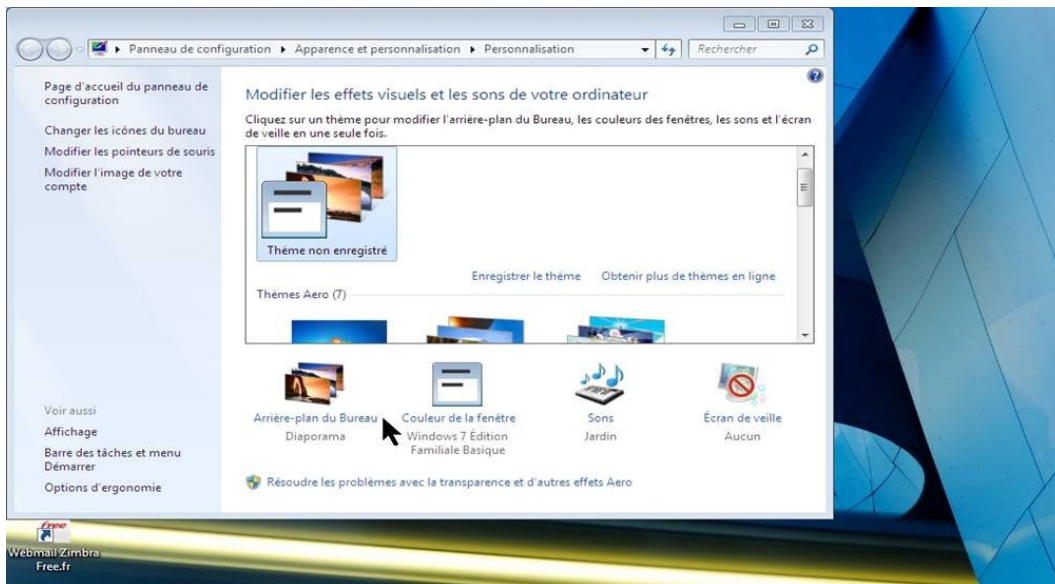 Panneau de configuration ▸ Apparence et personnalisation ▸ Personnalisation
Rechercher
Page d'accueil du panneau de
configuration
Changer les icônes du bureau
Modifier les pointeurs de souris
Modifier l'image de votre
compte
Modifier les effets visuels et les sons de votre ordinateur
Cliquez sur un thème pour modifier l'arrière-plan du Bureau, les couleurs des fenêtres, les sons et l'écran
de veille en une seule fois.
Thème non enregistré
Enregistrer le thème
Obtenir plus de thèmes en ligne
Thèmes Aero (7)
Arrière-plan du Bureau
Diaporama
Couleur de la fenêtre
Windows 7 Édition
Familiale Basique
Sons
Jardin
Écran de veille
Aucun
Résoudre les problèmes avec la transparence et d'autres effets Aero
Voir aussi
Affichage
Barre des tâches et menu
Démarrer
Options d'ergonomie
free
Webmail Zimbra
Free.fr